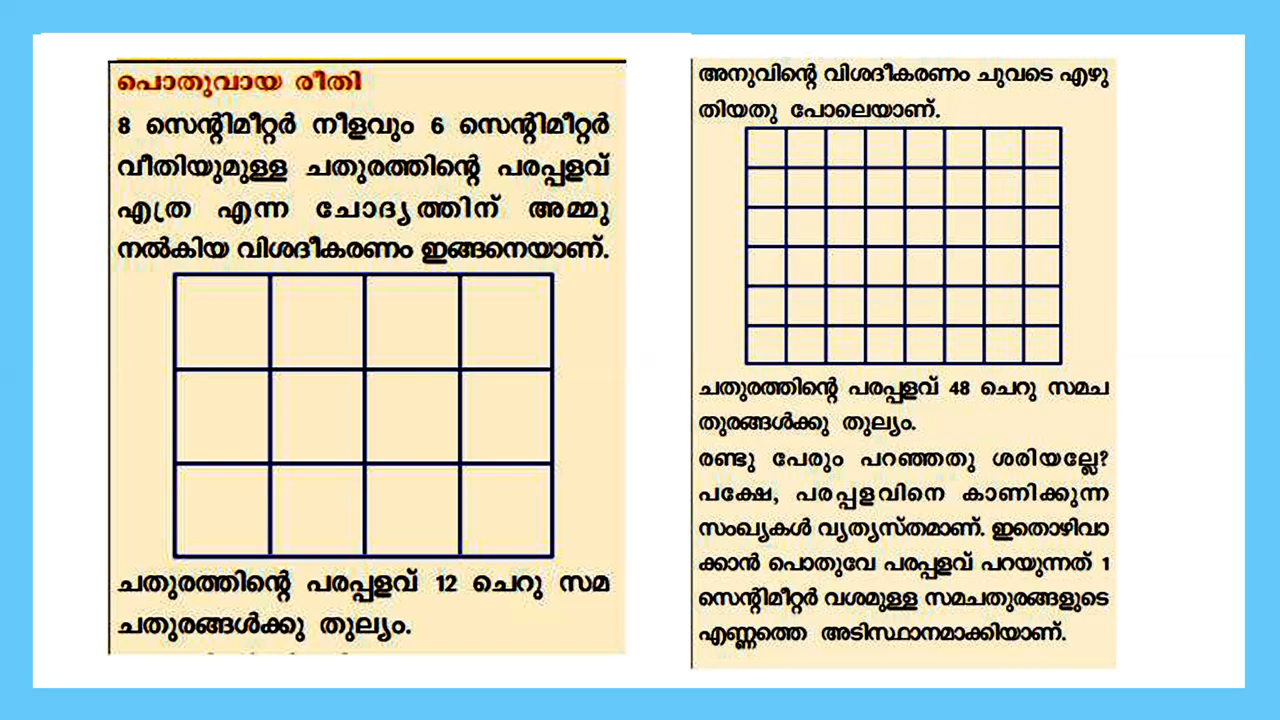 പൊതുവായ രീതി
8 സെന്റിമീറ്റർ നീളവും 6 സെന്റിമീറ്റർ
വീതിയുമുള്ള ചതുരത്തിന്റെ പരപ്പളവ്
എത്ര എന്ന ചോദ്യത്തിന് അമ്മു
നൽകിയ വിശദീകരണം ഇങ്ങനെയാണ്.
ചതുരത്തിന്റെ പരപ്പളവ് 12 ചെറു സമ
ചതുരങ്ങൾക്കു തുല്യം.
അനുവിന്റെ വിശദീകരണം ചുവടെ എഴു
തിയതു പോലെയാണ്.
ചതുരത്തിന്റെ പരപ്പളവ് 48 ചെറു സമച
തുരങ്ങൾക്കു തുല്യം.
രണ്ടു പേരും പറഞ്ഞതു ശരിയല്ലേ?
പക്ഷേ, പരപ്പളവിനെ കാണിക്കുന്ന
സംഖ്യകൾ വ്യത്യസ്തമാണ്. ഇതൊഴിവാ
ക്കാൻ പൊതുവേ പരപ്പളവ് പറയുന്നത് 1
സെന്റിമീറ്റർ വശമുള്ള സമചതുരങ്ങളുടെ
എണ്ണത്തെ അടിസ്ഥാനമാക്കിയാണ്.